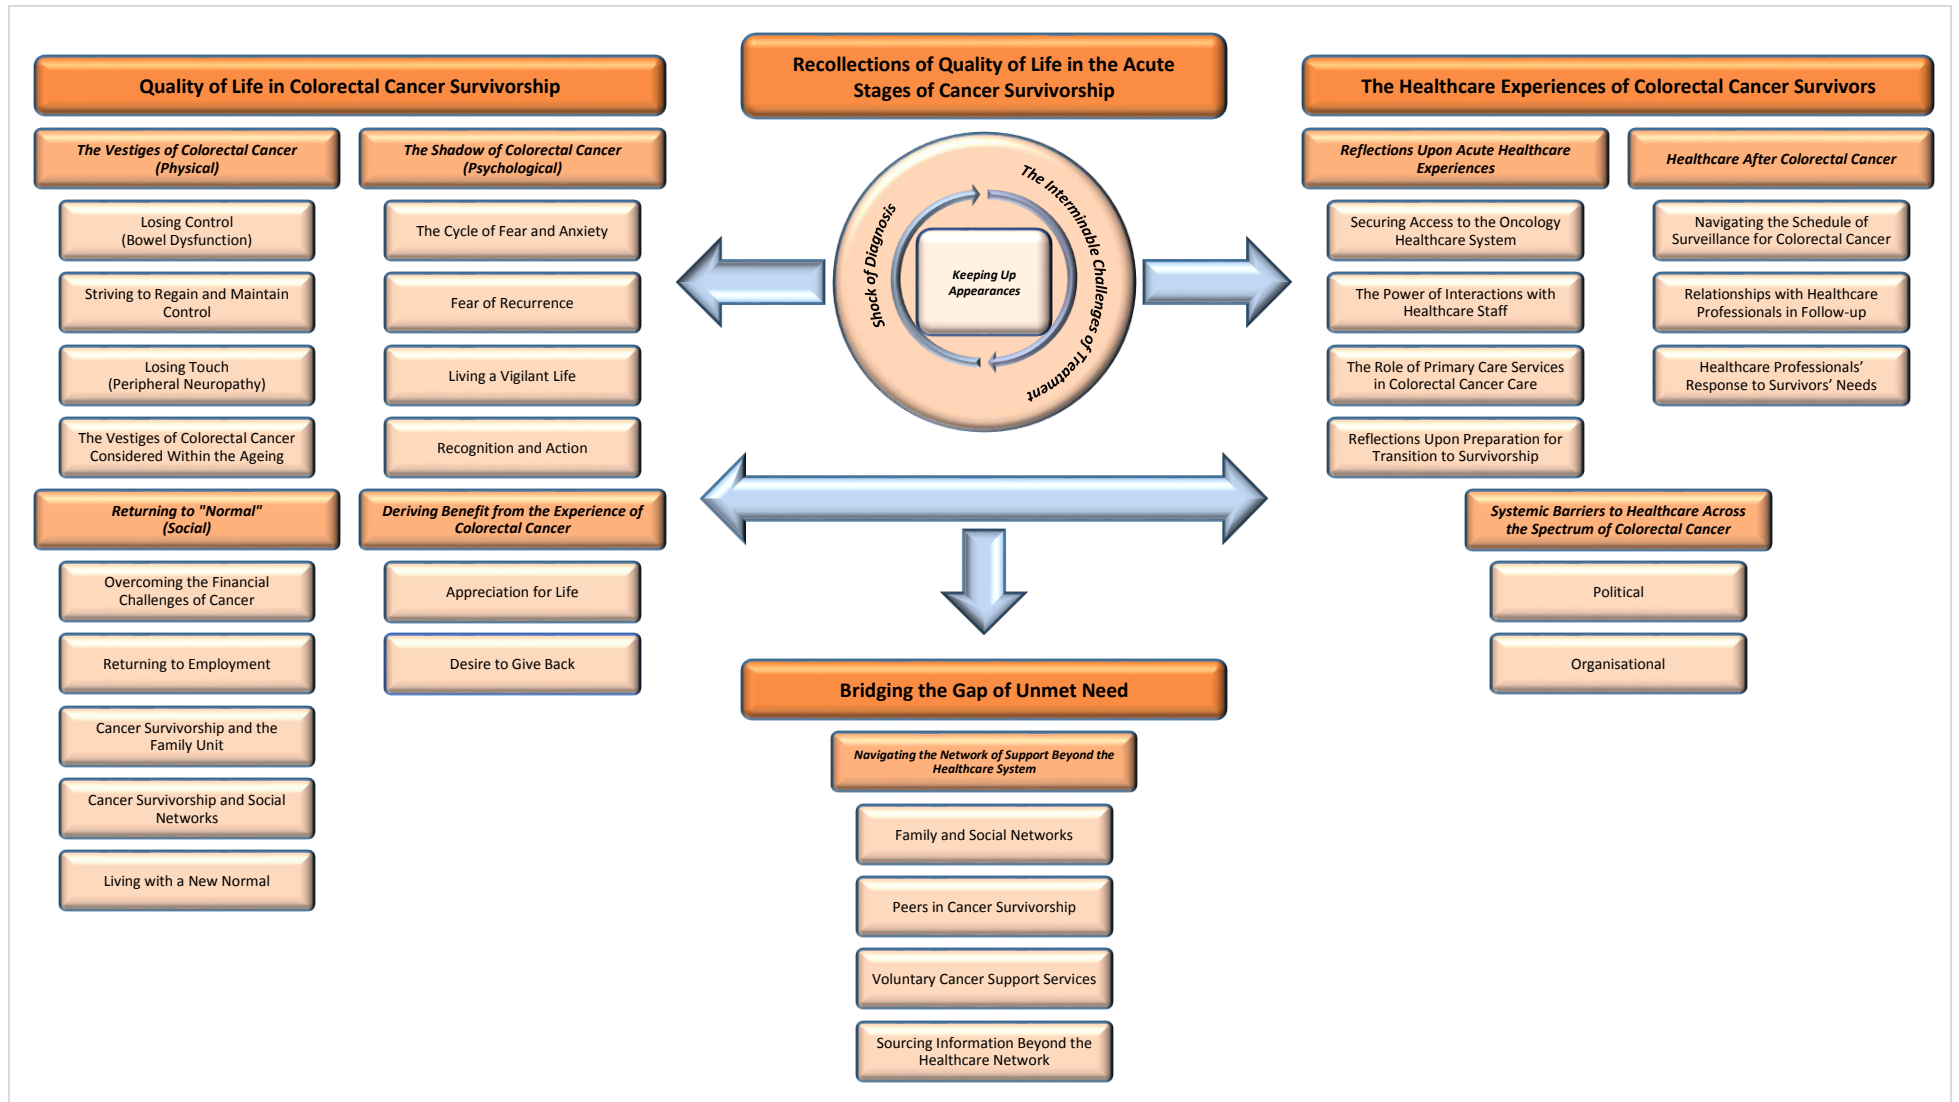 Quality of Life in Colorectal Cancer Survivorship
The Vestiges of Colorectal Cancer
(Physical)
Losing Control
(Bowel Dysfunction)
Striving to Regain and Maintain
Control
Losing Touch
(Peripheral Neuropathy)
The Vestiges of Colorectal Cancer
Considered Within the Ageing
Returning to "Normal"
(Social)
Overcoming the Financial
Challenges of Cancer
Returning to Employment
Cancer Survivorship and the
Family Unit
Cancer Survivorship and Social
Networks
Living with a New Normal
The Shadow of Colorectal Cancer
(Psychological)
The Cycle of Fear and Anxiety
Fear of Recurrence
Living a Vigilant Life
Recognition and Action
Deriving Benefit from the Experience of
Colorectal Cancer
Appreciation for Life
Desire to Give Back
Recollections of Quality of Life in the Acute
Stages of Cancer Survivorship
Shock of Diagnosis
The Interminable Challenges of Treatment
Keeping Up
Appearances
Bridging the Gap of Unmet Need
Navigating the Network of Support Beyond the
Healthcare System
Family and Social Networks
Peers in Cancer Survivorship
Voluntary Cancer Support Services
Sourcing Information Beyond the
Healthcare Network
The Healthcare Experiences of Colorectal Cancer Survivors
Reflections Upon Acute Healthcare
Experiences
Securing Access to the Oncology
Healthcare System
The Power of Interactions with
Healthcare Staff
The Role of Primary Care Services
in Colorectal Cancer Care
Reflections Upon Preparation for
Transition to Survivorship
Healthcare After Colorectal Cancer
Navigating the Schedule of
Surveillance for Colorectal Cancer
Relationships with Healthcare
Professionals in Follow-up
Healthcare Professionals’
Response to Survivors’ Needs
Systemic Barriers to Healthcare Across
the Spectrum of Colorectal Cancer
Political
Organisational